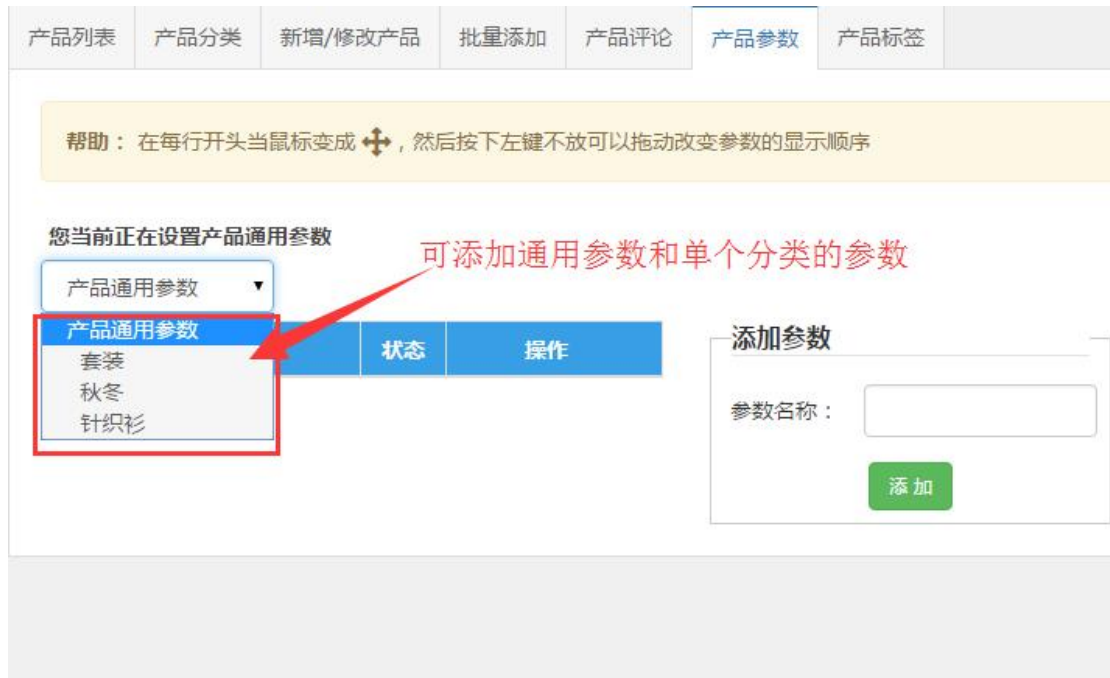 产品列表 产品分类 新增/修改产品 批量添加 产品评论 产品参数 产品标签
帮助： 在每行开头当鼠标变成 ，然后按下左键不放可以拖动改变参数的显示顺序
您当前正在设置产品通用参数
可添加通用参数和单个分类的参数
产品通用参数
产品通用参数
套装
秋冬
针织衫
状态 操作
添加参数
参数名称：
添 加